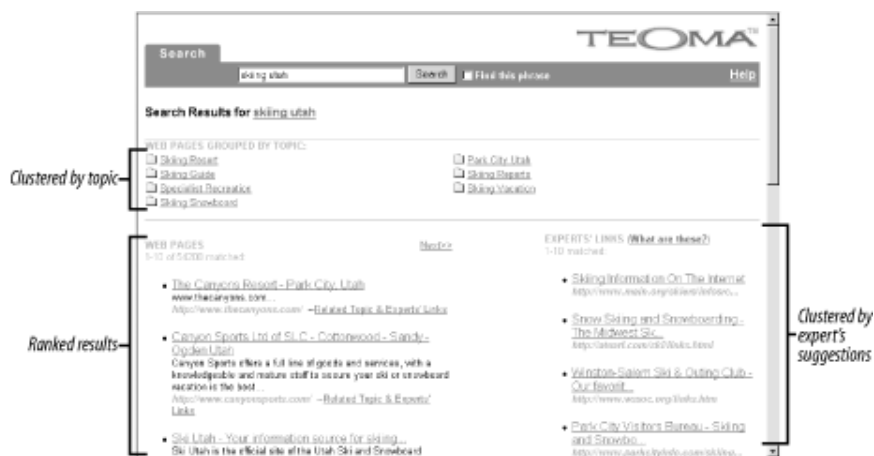 TEOMA™
Search
skiing utah Search Find this phrase Help
Search Results for skiing utah
WEB PAGES GROUPED BY TOPIC:
Skiing Resort Park City, Utah
Skiing Guide Skiing Reports
Specialist Recreation Skiing Vacation
Skiing Snowboard
Clustered by topic
WEB PAGES Next>>
1-10 of 54200 matched:
The Canyons Resort - Park City, Utah
www.thecanyons.com...
http://www.thecanyons.com/ –Related Topic & Experts' Links
Canyon Sports Ltd of SLC - Cottonwood - Sandy -
Ogden Utah
Canyon Sports offers a full line of goods and services, with a
knowledgeable and mature staff to assure your ski or snowboard
vacation is the best...
http://www.canyonsports.com/ –Related Topic & Experts'
Links
Ski Utah - Your information source for skiing...
Ski Utah is the official site of the Utah Ski and Snowboard
Ranked results
EXPERTS' LINKS (What are these?)
1-10 matched:
Skiing Information On The Internet
Snow Skiing and Snowboarding -
The Midwest Sk...
Winston-Salem Ski & Outing Club -
Our favorit...
Park City Visitors Bureau - Skiing
and Snowbo...
Clustered by
expert's
suggestions